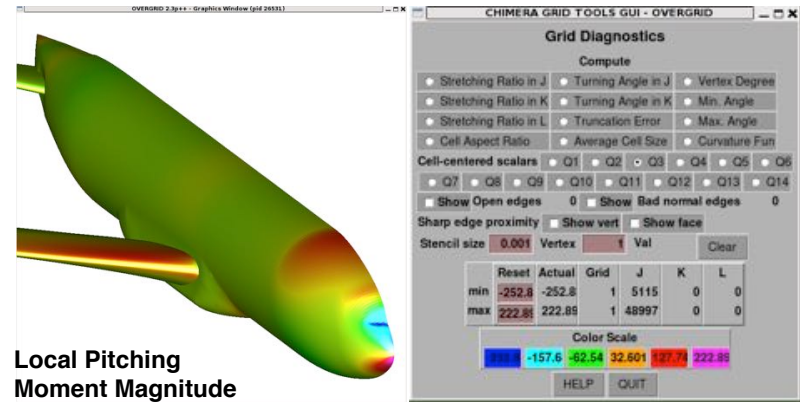 OVERGRID 2.3p++ - Graphics Window (pid 26531)
Local Pitching
Moment Magnitude
CHIMERA GRID TOOLS GUI - OVERGRID
Grid Diagnostics
Compute
Stretching Ratio in J Turning Angle in J Vertex Degree
Stretching Ratio in K Turning Angle in K Min. Angle
Stretching Ratio in L Truncation Error Max. Angle
Cell Aspect Ratio Average Cell Size Curvature Fun
Cell-centered scalars Q1 Q2 Q3 Q4 Q5 Q6
Q7 Q8 Q9 Q10 Q11 Q12 Q13 Q14
Show Open edges 0 Show Bad normal edges 0
Sharp edge proximity Show vert Show face
Stencil size 0.001 Vertex 1 Val Clear
Reset Actual Grid J K L
min -252.8 -252.8 1 5115 0 0
max 222.89 222.89 1 48997 0 0
Color Scale
-157.6 -62.54 32.601 127.74 222.89
HELP QUIT